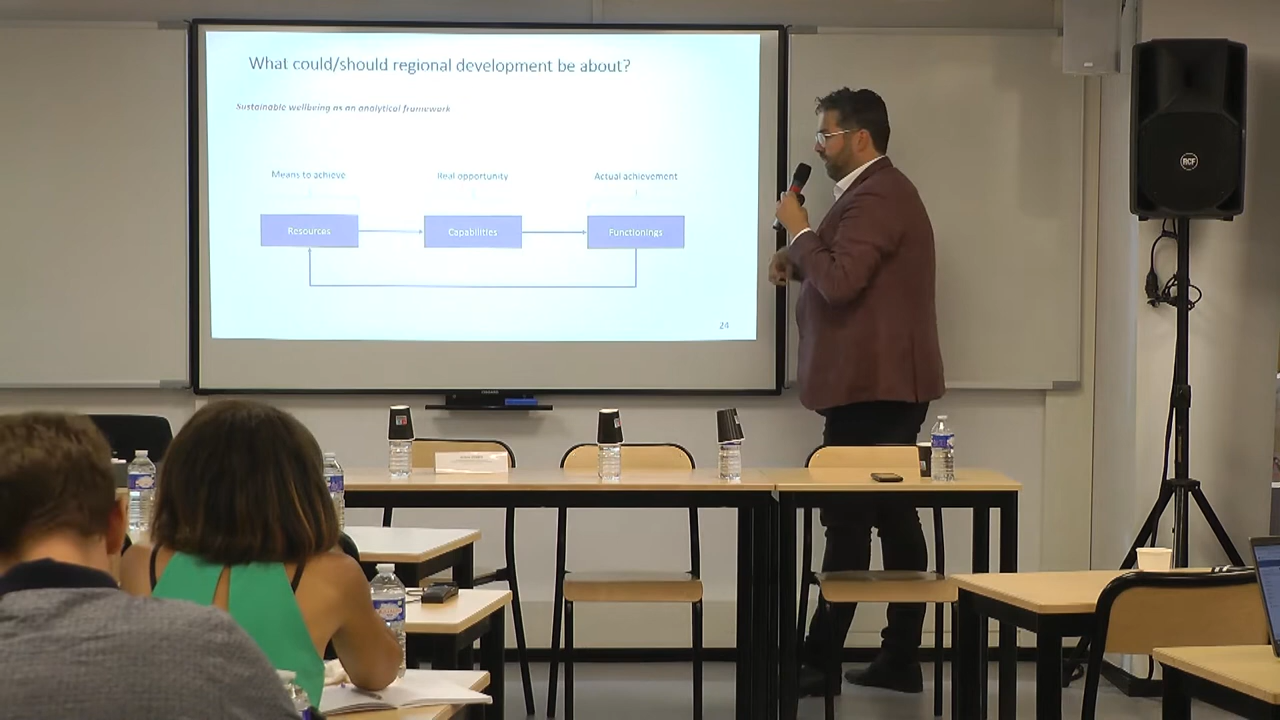 What could/should regional development be about?
Sustainable wellbeing as an analytical framework
Means to achieve
Real opportunity
Actual achievement
Resources
Capabilities
Functionings
24
RCF